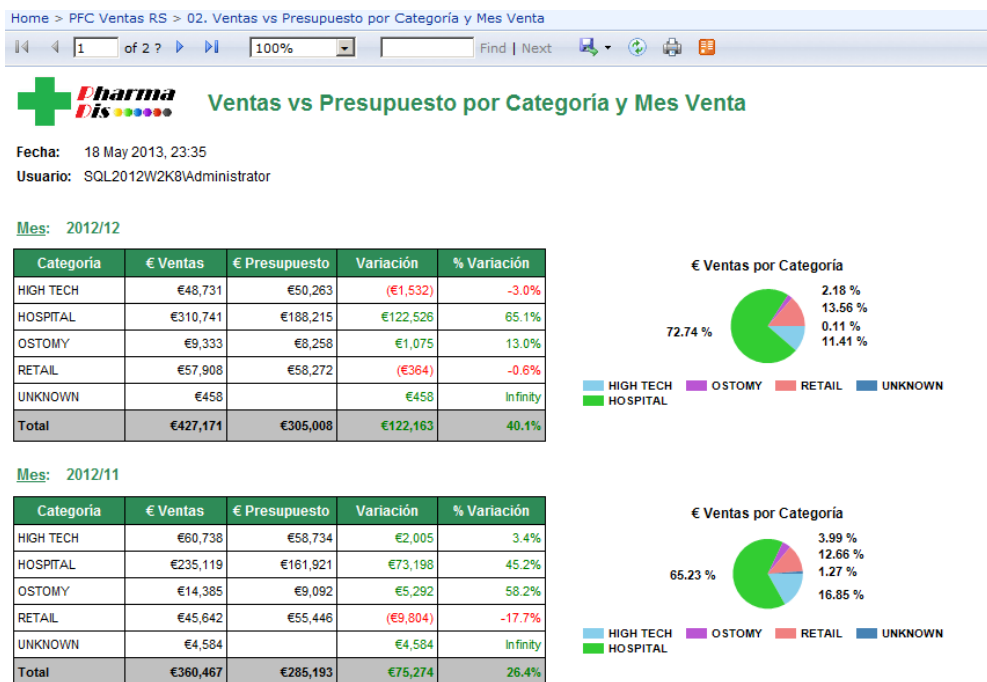 Home > PFC Ventas RS > 02. Ventas vs Presupuesto por Categoría y Mes Venta
1 of 2 ? 100% Find | Next
Pharma Dis
Ventas vs Presupuesto por Categoría y Mes Venta
Fecha: 18 May 2013, 23:35
Usuario: SQL2012W2K8\Administrator
Mes: 2012/12
Categoria € Ventas € Presupuesto Variación % Variación
HIGH TECH €48,731 €50,263 (€1,532) -3.0%
HOSPITAL €310,741 €188,215 €122,526 65.1%
OSTOMY €9,333 €8,258 €1,075 13.0%
RETAIL €57,908 €58,272 (€364) -0.6%
UNKNOWN €458 €458 Infinity
Total €427,171 €305,008 €122,163 40.1%
€ Ventas por Categoría
2.18 %
13.56 %
0.11 %
11.41 %
72.74 %
HIGH TECH OSTOMY RETAIL UNKNOWN
HOSPITAL
Mes: 2012/11
Categoria € Ventas € Presupuesto Variación % Variación
HIGH TECH €60,738 €58,734 €2,005 3.4%
HOSPITAL €235,119 €161,921 €73,198 45.2%
OSTOMY €14,385 €9,092 €5,292 58.2%
RETAIL €45,642 €55,446 (€9,804) -17.7%
UNKNOWN €4,584 €4,584 Infinity
Total €360,467 €285,193 €75,274 26.4%
€ Ventas por Categoría
3.99 %
12.66 %
1.27 %
16.85 %
65.23 %
HIGH TECH OSTOMY RETAIL UNKNOWN
HOSPITAL